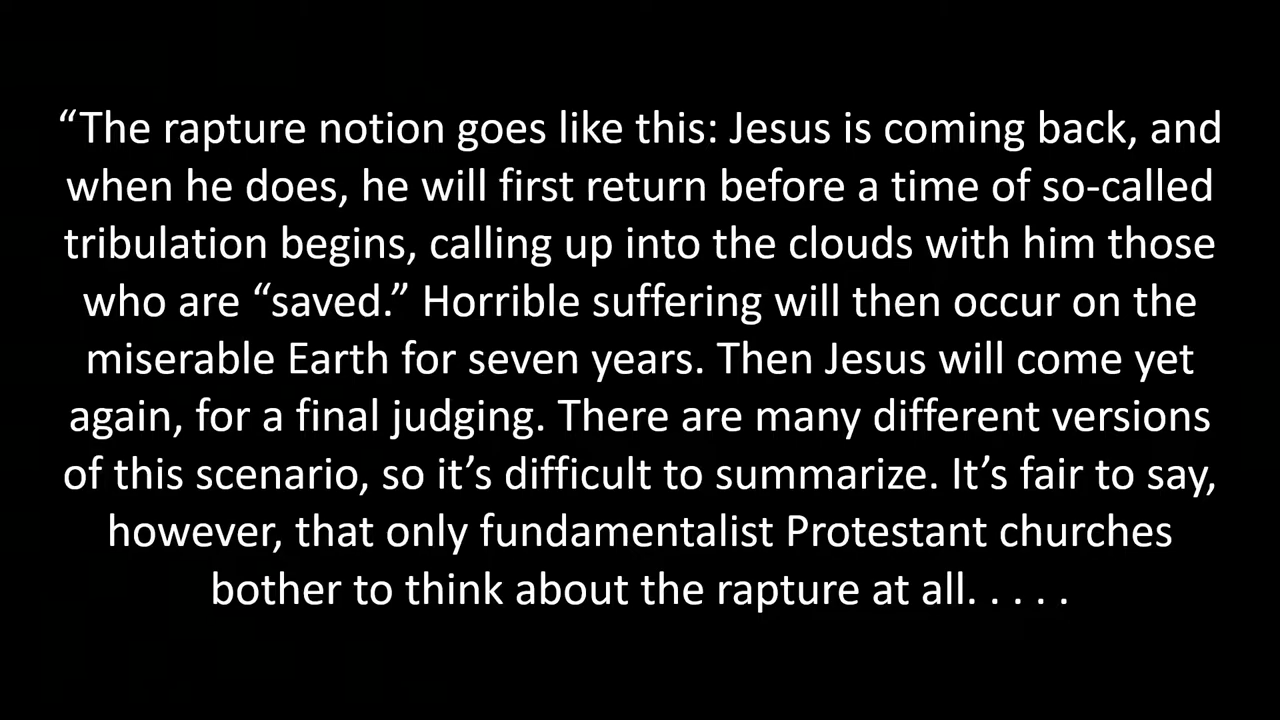 “The rapture notion goes like this: Jesus is coming back, and
when he does, he will first return before a time of so-called
tribulation begins, calling up into the clouds with him those
who are “saved.” Horrible suffering will then occur on the
miserable Earth for seven years. Then Jesus will come yet
again, for a final judging. There are many different versions
of this scenario, so it’s difficult to summarize. It’s fair to say,
however, that only fundamentalist Protestant churches
bother to think about the rapture at all. . . . .